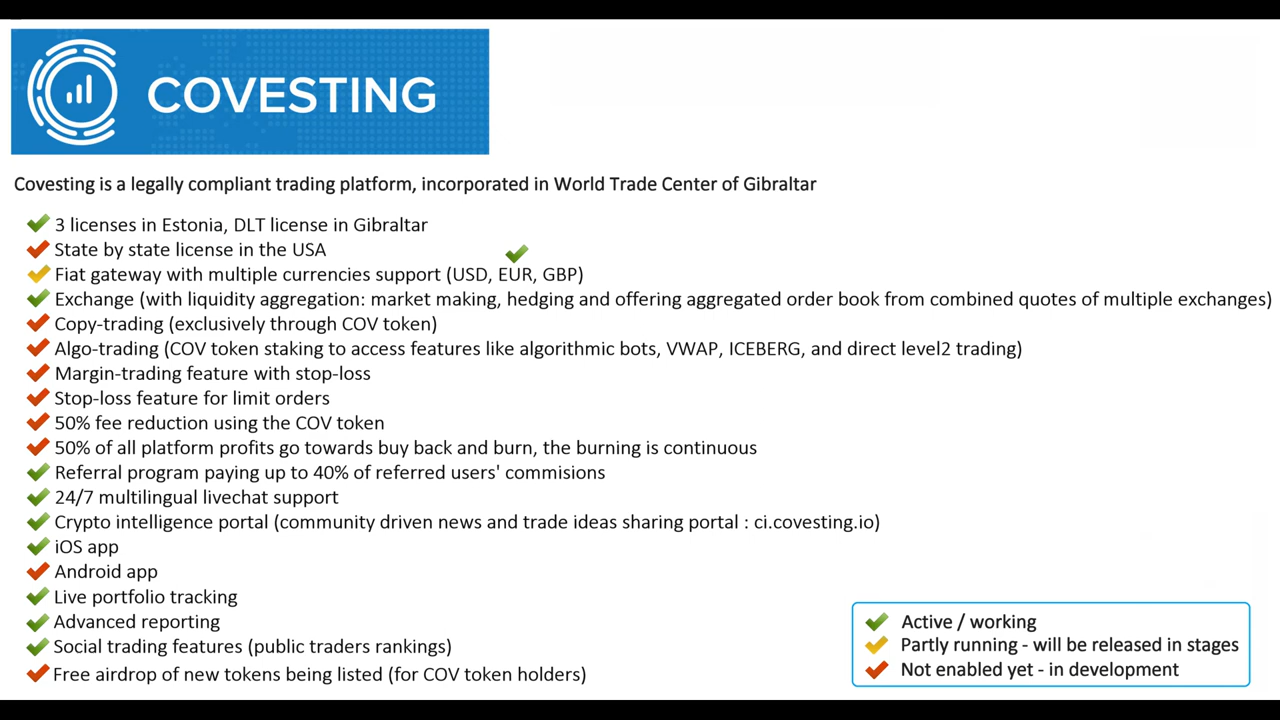 COVESTING
Covesting is a legally compliant trading platform, incorporated in World Trade Center of Gibraltar
3 licenses in Estonia, DLT license in Gibraltar
State by state license in the USA
Fiat gateway with multiple currencies support (USD, EUR, GBP)
Exchange (with liquidity aggregation: market making, hedging and offering aggregated order book from combined quotes of multiple exchanges)
Copy-trading (exclusively through COV token)
Algo-trading (COV token staking to access features like algorithmic bots, VWAP, ICEBERG, and direct level2 trading)
Margin-trading feature with stop-loss
Stop-loss feature for limit orders
50% fee reduction using the COV token
50% of all platform profits go towards buy back and burn, the burning is continuous
Referral program paying up to 40% of referred users' commisions
24/7 multilingual livechat support
Crypto intelligence portal (community driven news and trade ideas sharing portal : ci.covesting.io)
iOS app
Android app
Live portfolio tracking
Advanced reporting
Social trading features (public traders rankings)
Free airdrop of new tokens being listed (for COV token holders)
Active / working
Partly running - will be released in stages
Not enabled yet - in development